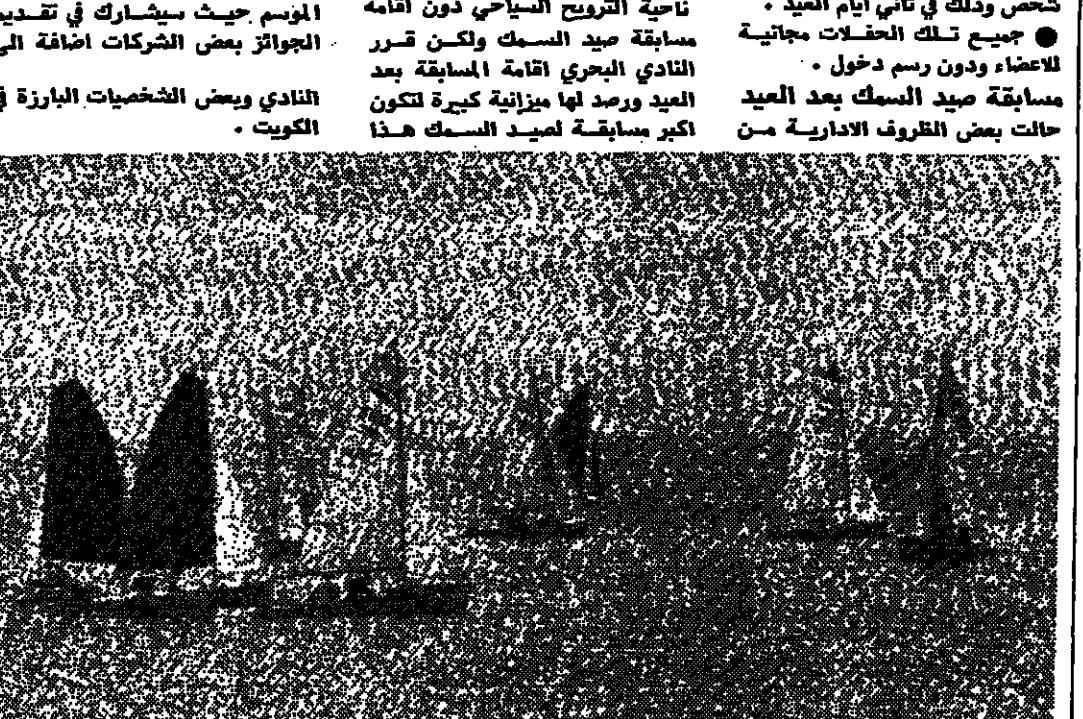 شخص وذلك في ثاني ايام العيد •
● جميع تلك الحفلات مجانية
للاعضاء ودون رسم دخول •
مسابقة صيد السمك بعد العيد
حالت بعض الظروف الادارية من
ناحية الترويح السياحي دون اقامة
مسابقة صيد السمك ولكن قرر
النادي البحري اقامة المسابقة بعد
العيد ورصد لها ميزانية كبيرة لتكون
اكبر مسابقة لصيد السمك هذا
الموسم حيث سيشارك في تقديم
الجوائز بعض الشركات اضافة الى
النادي وبعض الشخصيات البارزة في
الكويت •